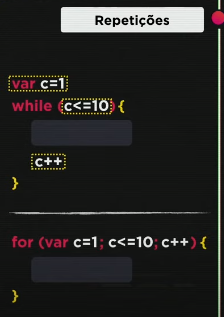 Repetições
var c=1
while (c<=10) {
c++
}
for (var c=1; c<=10; c++) {
}